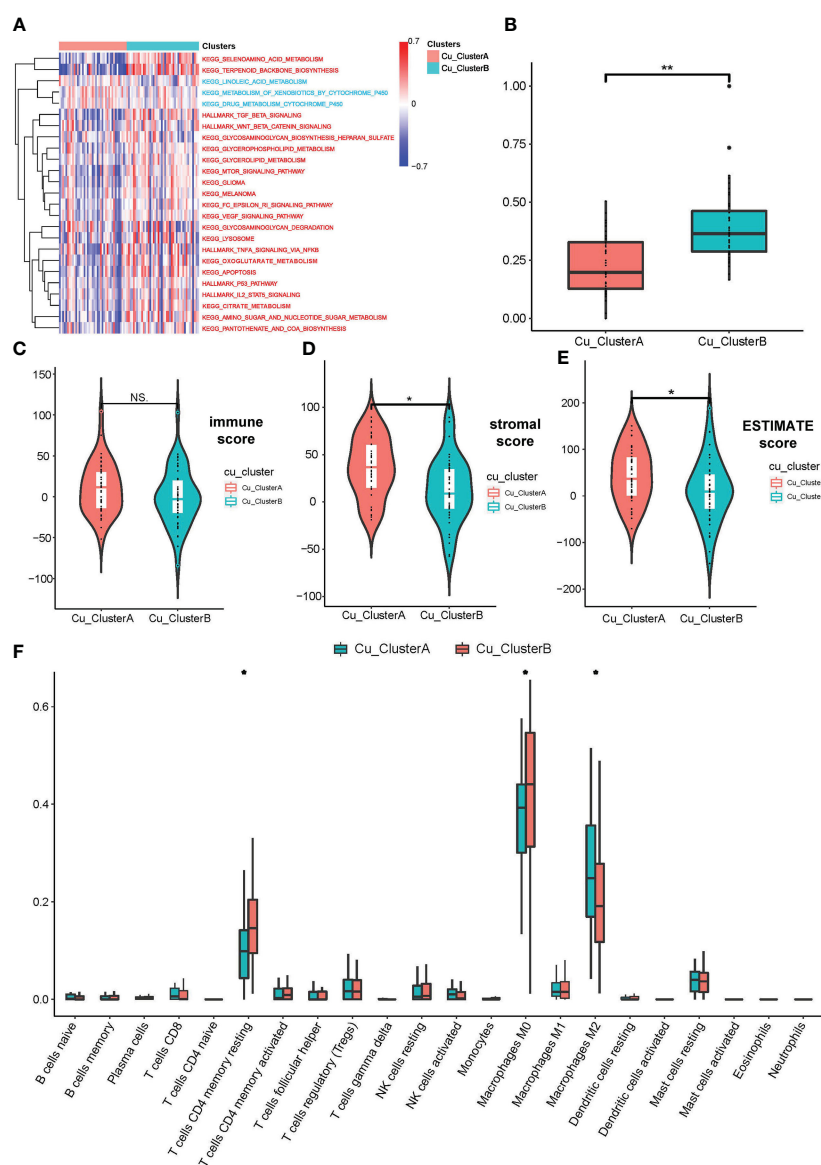 A
B
Clusters
KEGG_SELENOAMINO_ACID_METABOLISM
KEGG_TERPENOID_BACKBONE_BIOSYNTHESIS
KEGG_LINOLEIC_ACID_METABOLISM
KEGG_METABOLISM_OF_XENOBIOTICS_BY_CYTOCHROME_P450
KEGG_DRUG_METABOLISM_CYTOCHROME_P450
HALLMARK_TGF_BETA_SIGNALING
HALLMARK_WNT_BETA_CATENIN_SIGNALING
KEGG_GLYCOSAMINOGLYCAN_BIOSYNTHESIS_HEPARAN_SULFATE
KEGG_GLYCEROPHOSPHOLIPID_METABOLISM
KEGG_GLYCEROLIPID_METABOLISM
KEGG_MTOR_SIGNALING_PATHWAY
KEGG_GLIOMA
KEGG_MELANOMA
KEGG_FC_EPSILON_RI_SIGNALING_PATHWAY
KEGG_VEGF_SIGNALING_PATHWAY
KEGG_GLYCOSAMINOGLYCAN_DEGRADATION
KEGG_LYSOSOME
HALLMARK_TNFA_SIGNALING_VIA_NFKB
KEGG_OXOGLUTARATE_METABOLISM
KEGG_APOPTOSIS
HALLMARK_P53_PATHWAY
HALLMARK_IL2_STAT5_SIGNALING
KEGG_CITRATE_METABOLISM
KEGG_AMINO_SUGAR_AND_NUCLEOTIDE_SUGAR_METABOLISM
KEGG_PANTOTHENATE_AND_COA_BIOSYNTHESIS
0.7
0
−0.7
Clusters
Cu_ClusterA
Cu_ClusterB
**
1.00
0.75
0.50
0.25
0.00
Cu_ClusterA Cu_ClusterB
C
150
100
50
0
−50
−100
NS.
immune
score
cu_cluster
Cu_ClusterA
Cu_ClusterB
Cu_ClusterA Cu_ClusterB
D
100
50
0
−50
−100
*
stromal
score
cu_cluster
Cu_ClusterA
Cu_ClusterB
Cu_ClusterA Cu_ClusterB
E
200
100
0
−100
−200
*
ESTIMATE
score
cu_cluster
Cu_Cluste
Cu_Cluste
Cu_ClusterA Cu_ClusterB
F
Cu_ClusterA Cu_ClusterB
* * *
0.6
0.4
0.2
0.0
B cells naive
B cells memory
Plasma cells
T cells CD8
T cells CD4 naive
T cells CD4 memory resting
T cells CD4 memory activated
T cells follicular helper
T cells regulatory (Tregs)
T cells gamma delta
NK cells resting
NK cells activated
Monocytes
Macrophages M0
Macrophages M1
Macrophages M2
Dendritic cells resting
Dendritic cells activated
Mast cells resting
Mast cells activated
Eosinophils
Neutrophils